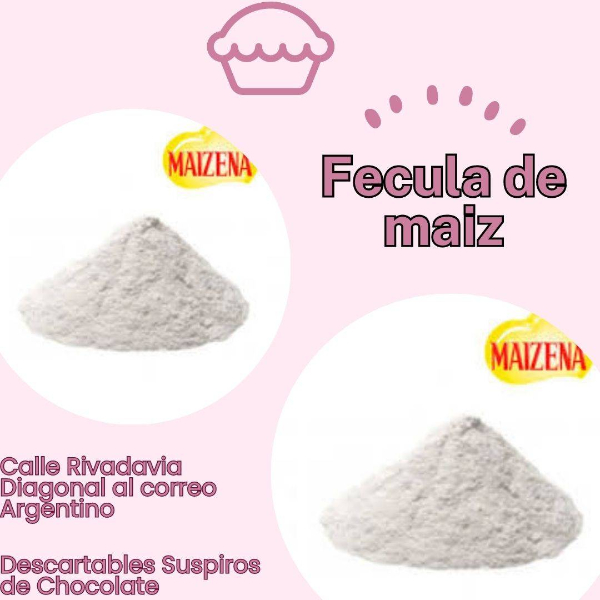 MAIZENA
Fecula de
maiz
MAIZENA
Calle Rivadavia
Diagonal al correo
Argentino
Descartables Suspiros
de Chocolate